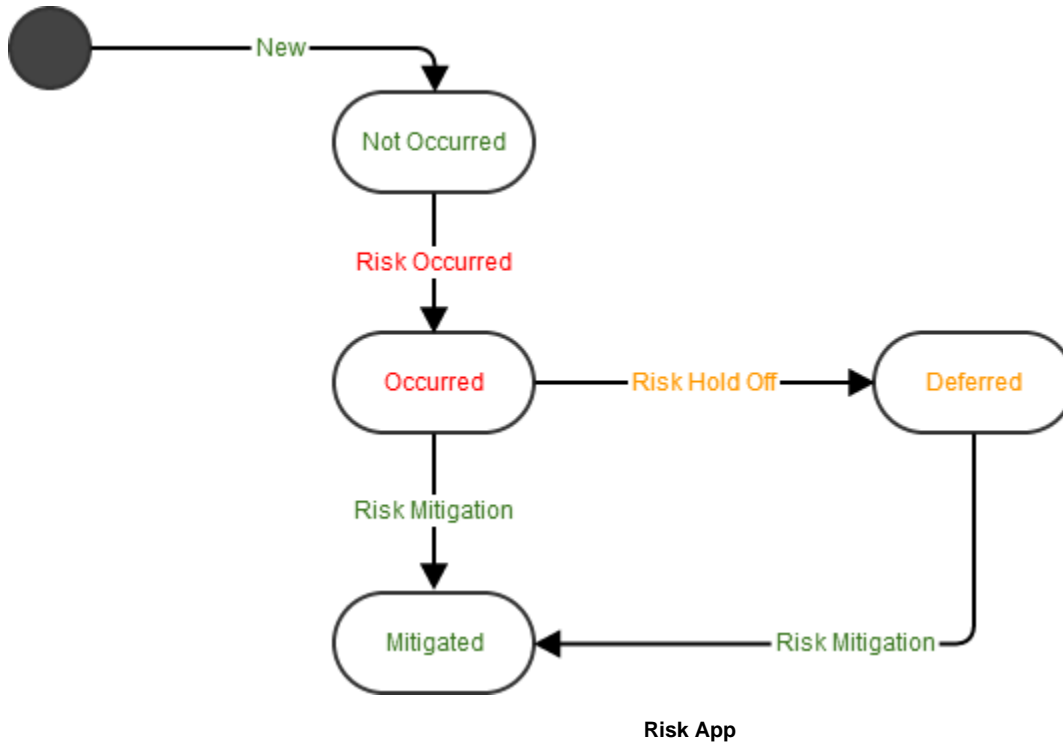 New
Not Occurred
Risk Occurred
Occurred
Risk Hold Off
Deferred
Risk Mitigation
Mitigated
Risk Mitigation
Risk App